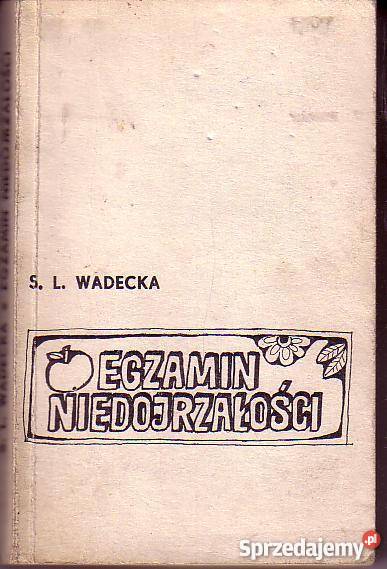 S. L. WADECKA
EGZAMIN
NIEDOJRZAŁOŚCI
S. L. WADECKA • EGZAMIN NIEDOJRZAŁOŚCI
Sprzedajemy.pl